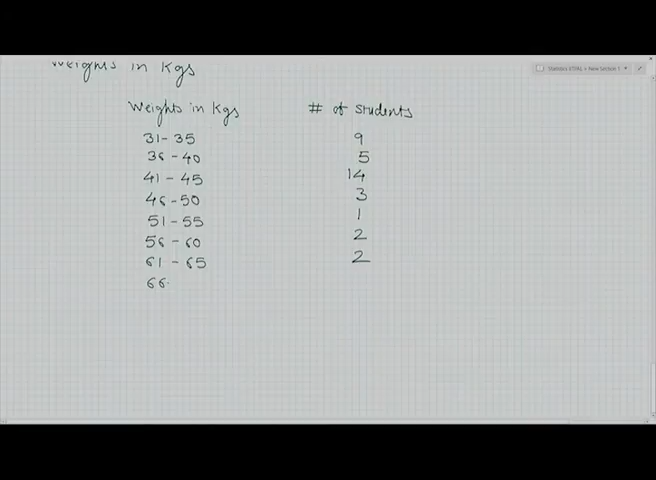 Weights in Kgs
Statistics
Weights in Kgs # of students
31-35 9
36-40 5
41-45 14
46-50 3
51-55 1
56-60 2
61-65 2
66-